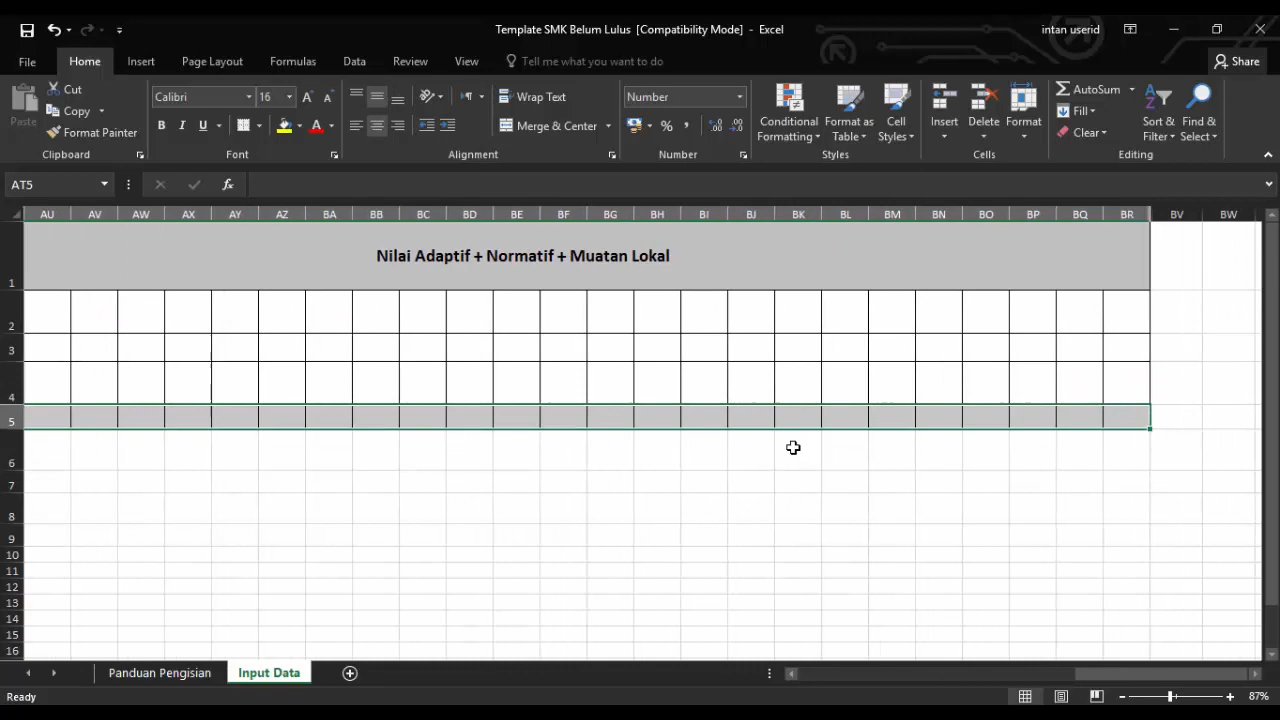 Template SMK Belum Lulus [Compatibility Mode] - Excel
intan userid
File Home Insert Page Layout Formulas Data Review View Tell me what you want to do Share
Paste
Cut
Copy
Format Painter
Clipboard
Calibri 16
B I U
Font
Wrap Text
Merge & Center
Alignment
Number
Number
Conditional Formatting
Format as Table
Cell Styles
Styles
Insert Delete Format
Cells
AutoSum
Fill
Clear
Sort & Filter
Find & Select
Editing
AT5
fx
AU AV AW AX AY AZ BA BB BC BD BE BF BG BH BI BJ BK BL BM BN BO BP BQ BR BV BW
Nilai Adaptif + Normatif + Muatan Lokal
1
2
3
4
5
6
7
8
9
10
11
12
13
14
15
16
Panduan Pengisian Input Data
Ready
87%